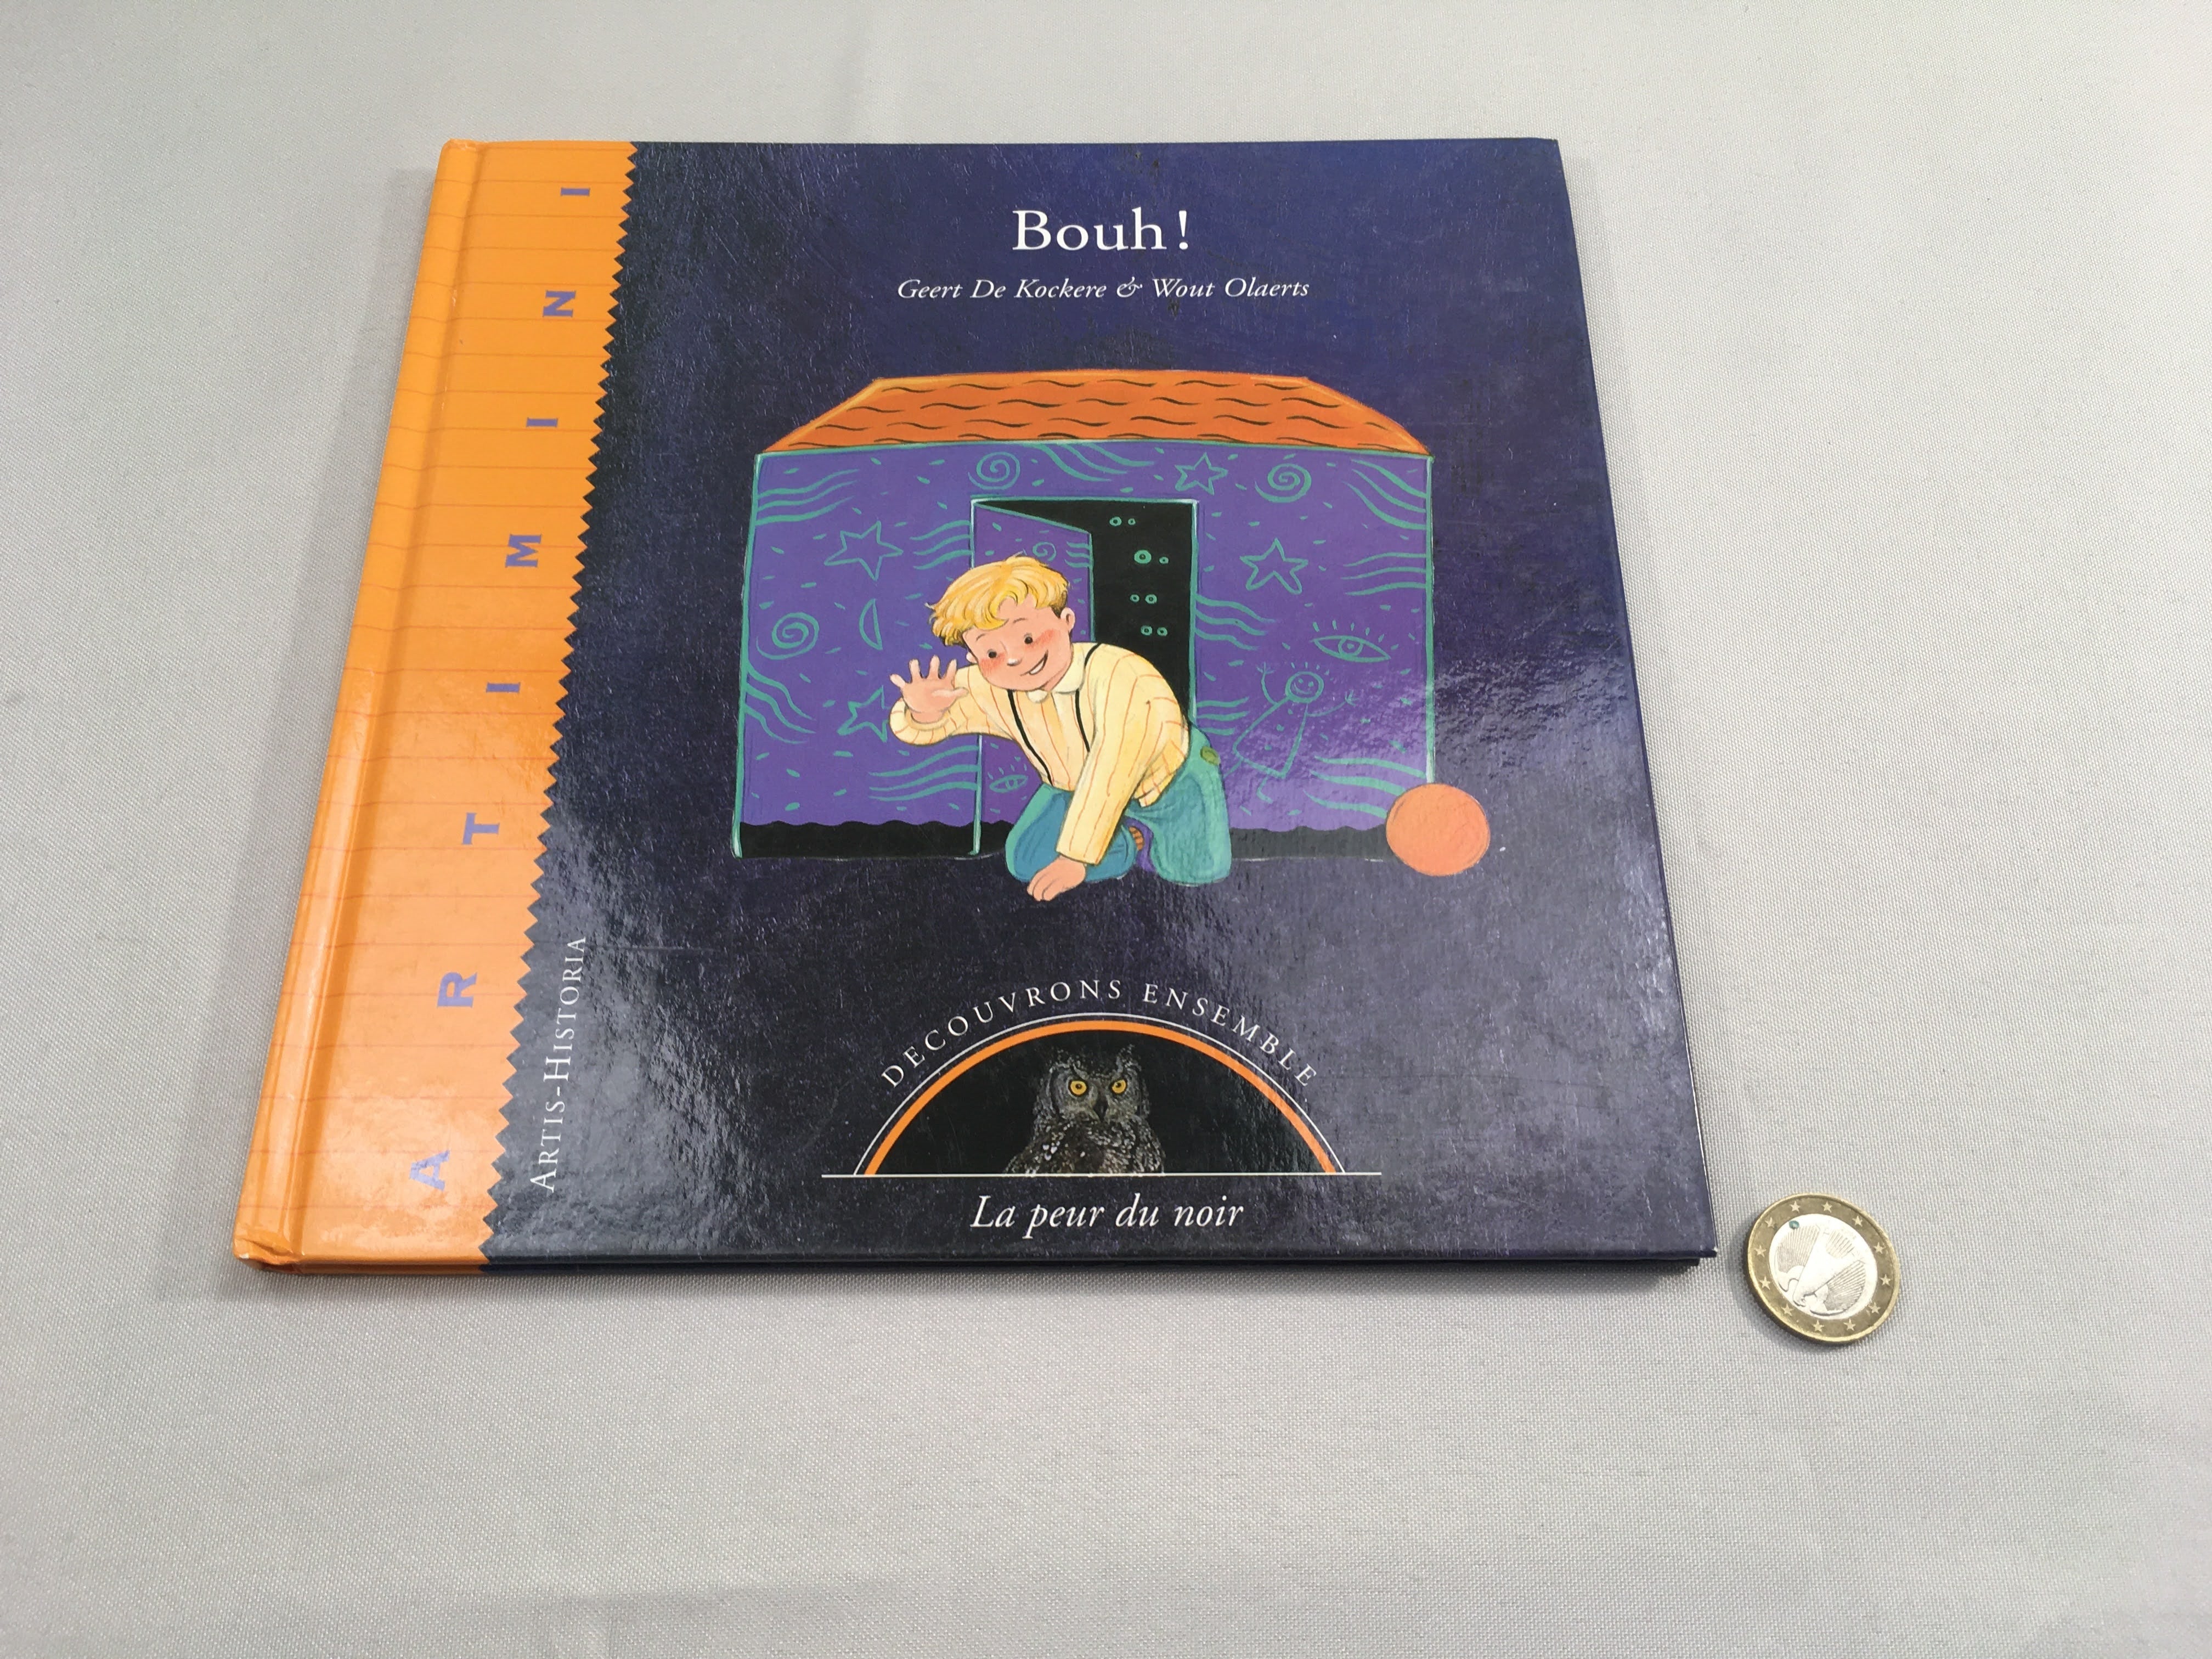 Bouh!
Geert De Kockere & Wout Olaerts
ARTIMINI
ARTIS-HISTORIA
DECOUVRONS ENSEMBLE
La peur du noir